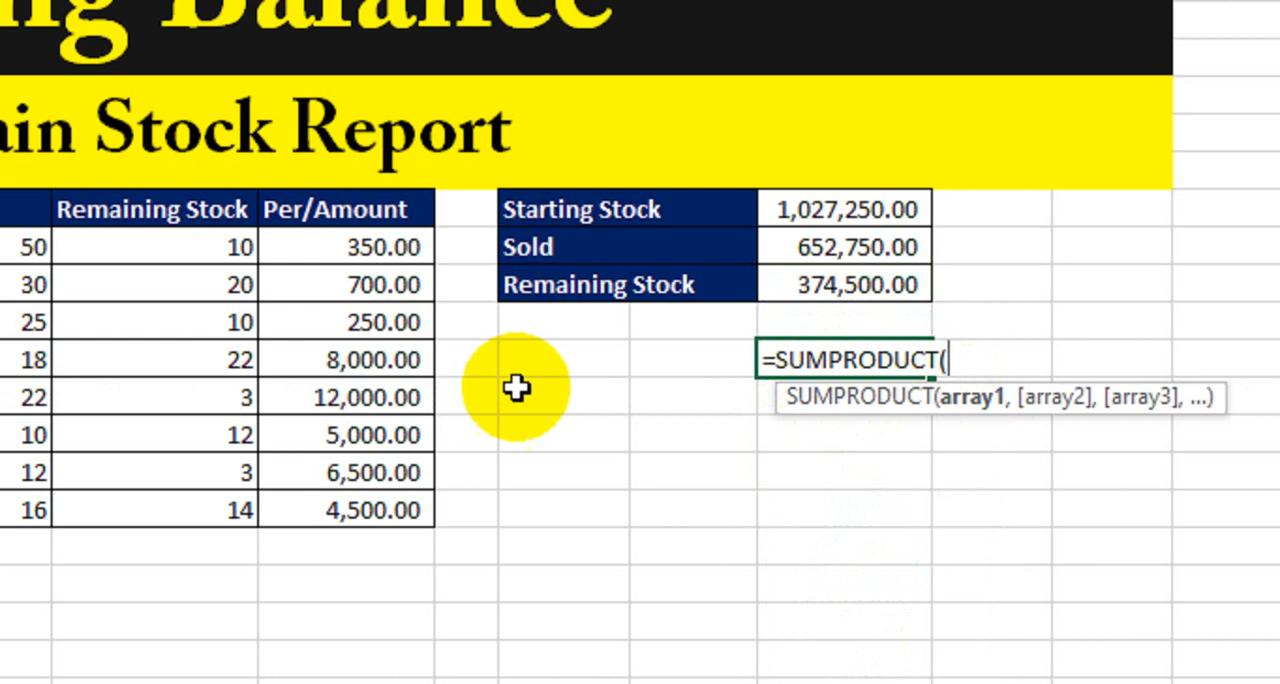 Balance
Stock Report
Remaining Stock Per/Amount Starting Stock 1,027,250.00
50 10 350.00 Sold 652,750.00
30 20 700.00 Remaining Stock 374,500.00
25 10 250.00
18 22 8,000.00 =SUMPRODUCT(
22 3 12,000.00 SUMPRODUCT(array1, [array2], [array3], ...)
10 12 5,000.00
12 3 6,500.00
16 14 4,500.00